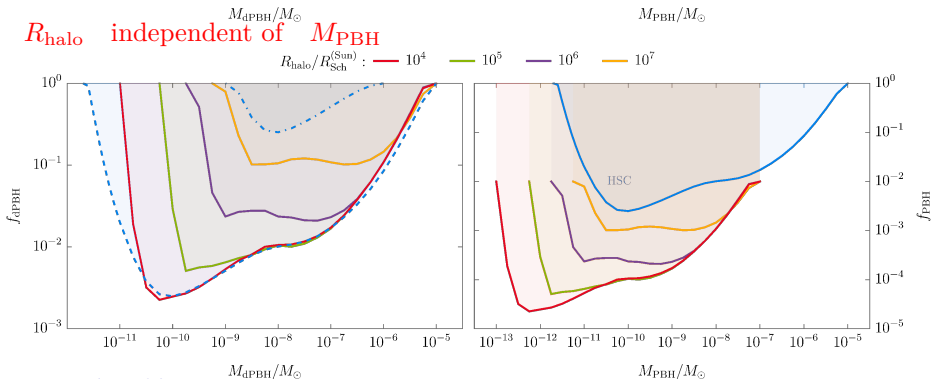 M_dPBH/M_⊙ M_PBH/M_⊙
R_halo independent of M_PBH
R_halo/R_Sch^(Sun) : 10^4 10^5 10^6 10^7
10^0 10^0
10^-1 10^-1
HSC
10^-2 10^-2
f_dPBH f_PBH
10^-3
10^-4
10^-3 10^-5
10^-11 10^-10 10^-9 10^-8 10^-7 10^-6 10^-5 10^-13 10^-12 10^-11 10^-10 10^-9 10^-8 10^-7 10^-6 10^-5
M_dPBH/M_⊙ M_PBH/M_⊙